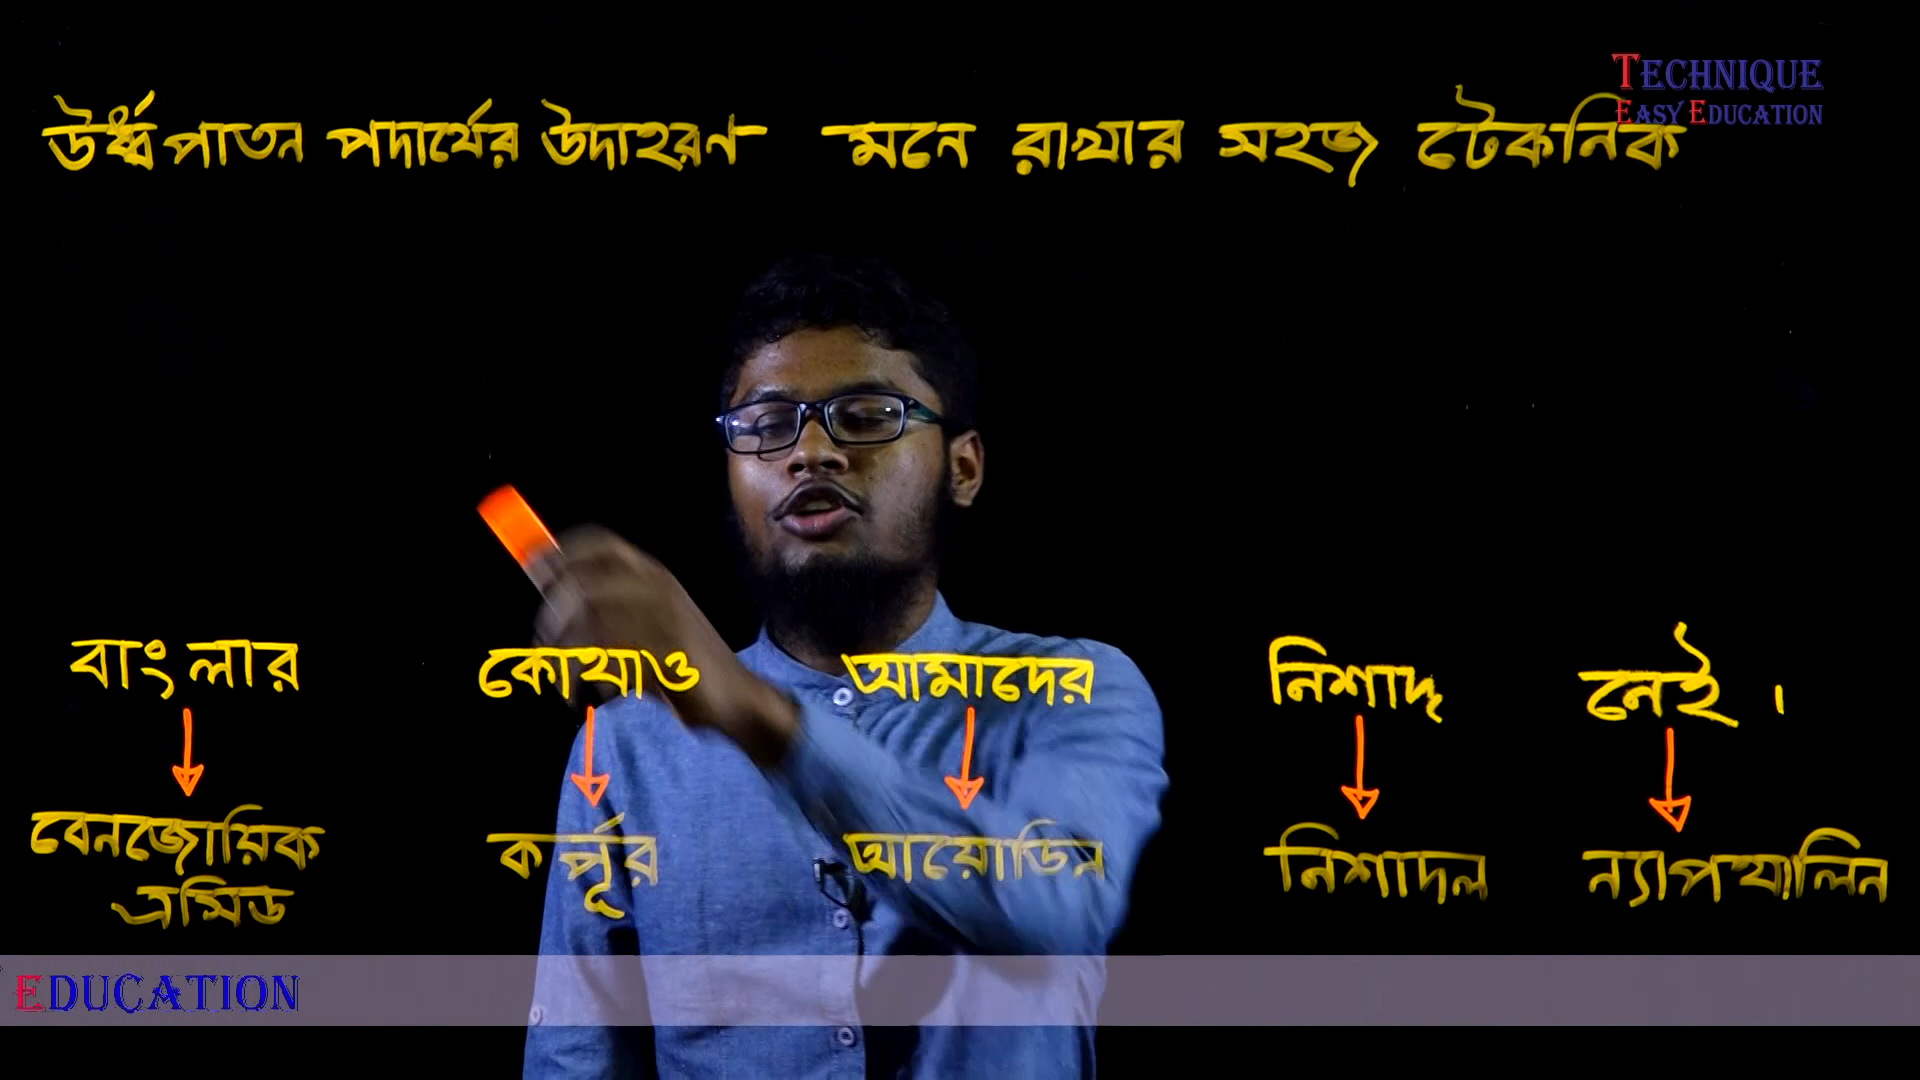 উর্ধ্বপাতন পদার্থের উদাহরণ মনে রাখার সহজ টেকনিক
TECHNIQUE
EASY EDUCATION
বাংলার কোথাও আমাদের নিশাদ নেই।
বেনজোয়িক এসিড কর্পূর আয়োডিন নিশাদল ন্যাপথালিন
EDUCATION